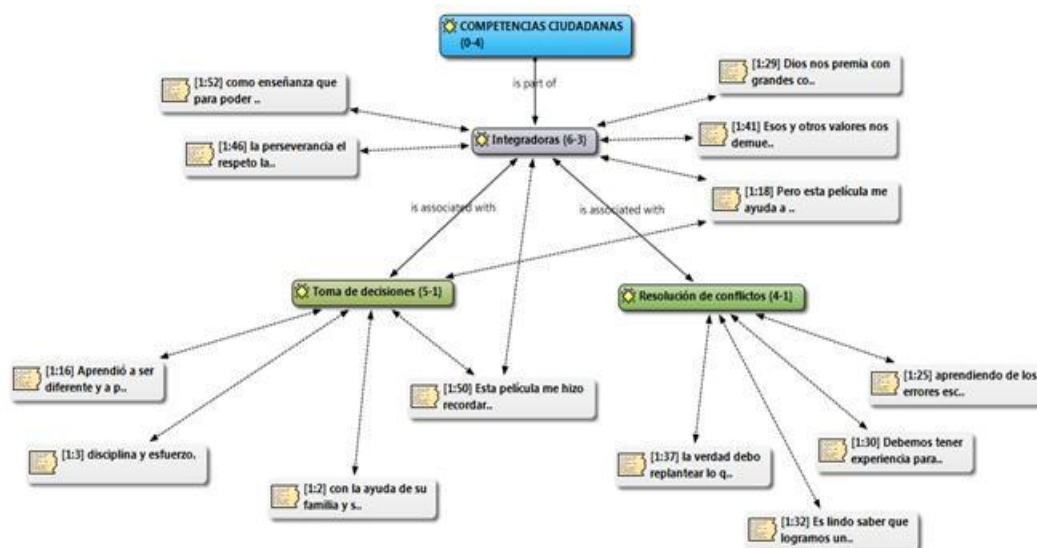 COMPETENCIAS CIUDADANAS
{0-4}
is part of
[1:52] como enseñanza que
para poder ..
[1:29] Dios nos premia con
grandes co..
[1:46] la perseverancia el
respeto la..
Integradoras {6-3}
[1:41] Esos y otros valores nos
demue..
[1:18] Pero esta película me
ayuda a ..
is associated with
is associated with
Toma de decisiones {5-1}
Resolución de conflictos {4-1}
[1:16] Aprendió a ser
diferente y a p..
[1:50] Esta película me hizo
recordar..
[1:25] aprendiendo de los
errores esc..
[1:3] disciplina y esfuerzo.
[1:37] la verdad debo
replantear lo q..
[1:30] Debemos tener
experiencia para..
[1:2] con la ayuda de su
familia y s..
[1:32] Es lindo saber que
logramos un..